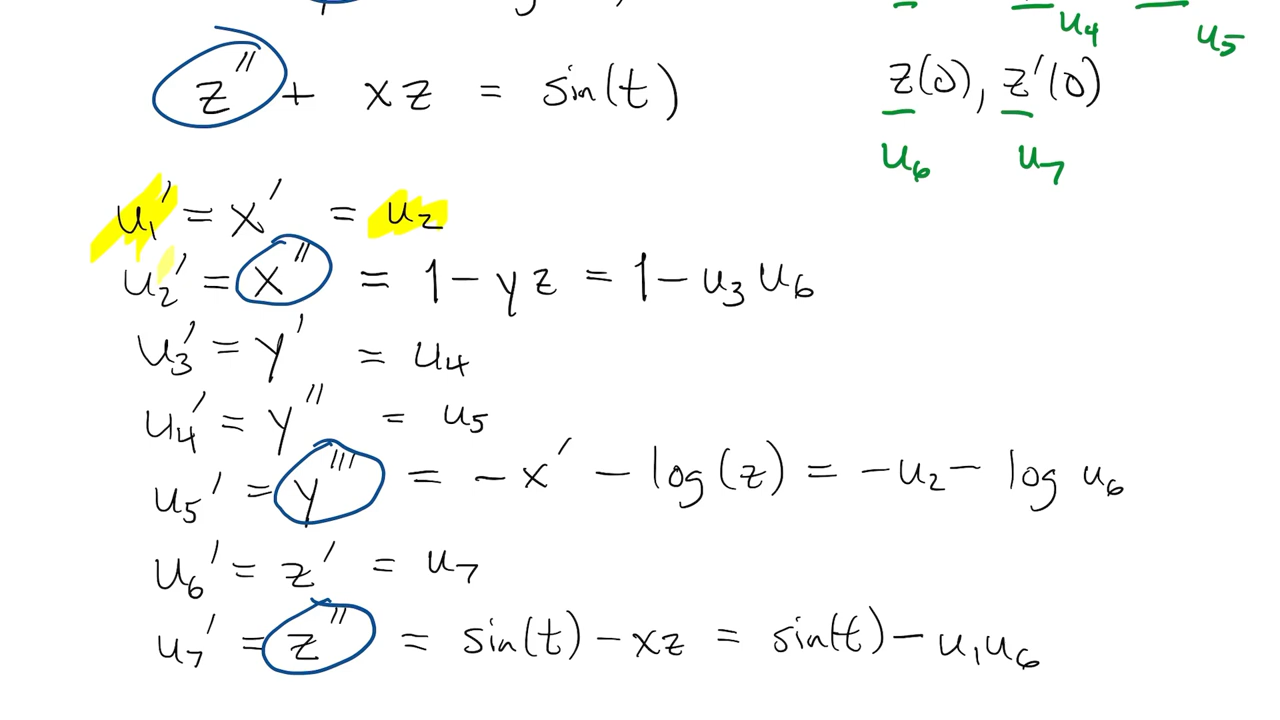 u₄ u₅
z'' + xz = sin(t) z(0), z'(0)
u₆ u₇
u₁' = x' = u₂
u₂' = x'' = 1 - yz = 1 - u₃u₆
u₃' = y' = u₄
u₄' = y'' = u₅
u₅' = y''' = -x' - log(z) = -u₂ - log u₆
u₆' = z' = u₇
u₇' = z'' = sin(t) - xz = sin(t) - u₁u₆